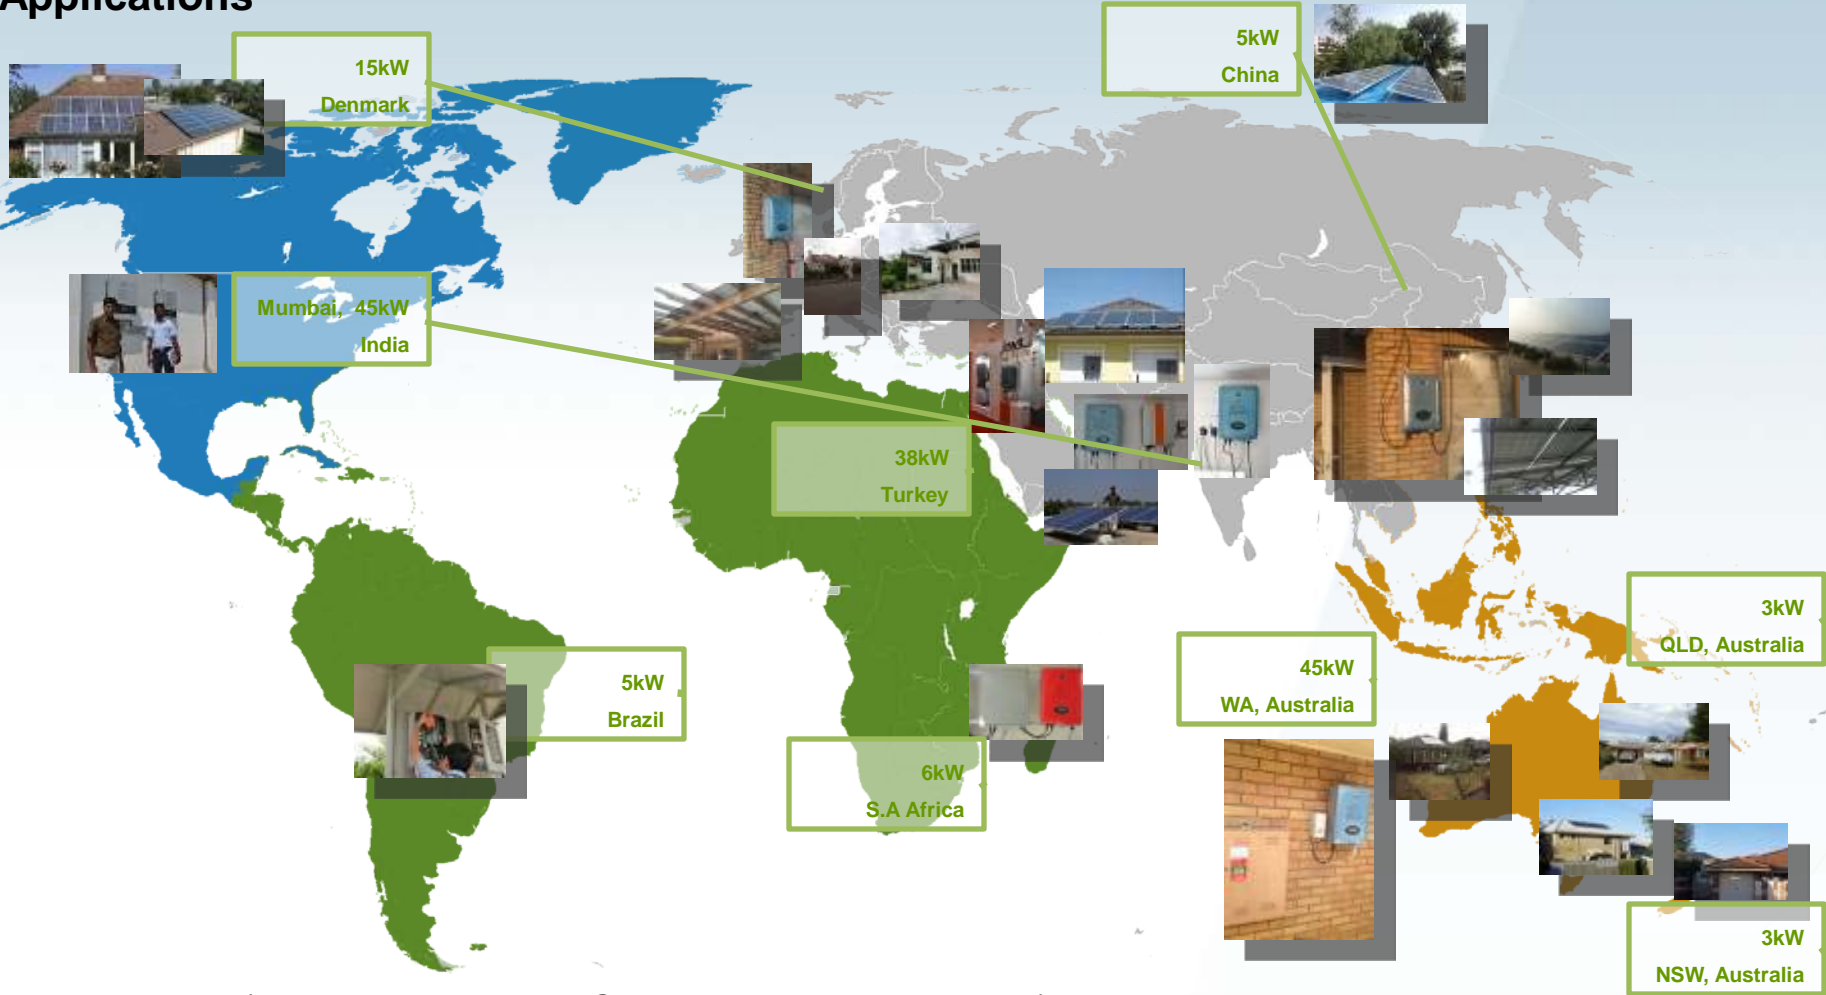 Applications
15kW
Denmark
5kW
China
Mumbai, 45kW
India
38kW
Turkey
3kW
QLD, Australia
5kW
Brazil
45kW
WA, Australia
6kW
S.A Africa
3kW
NSW, Australia